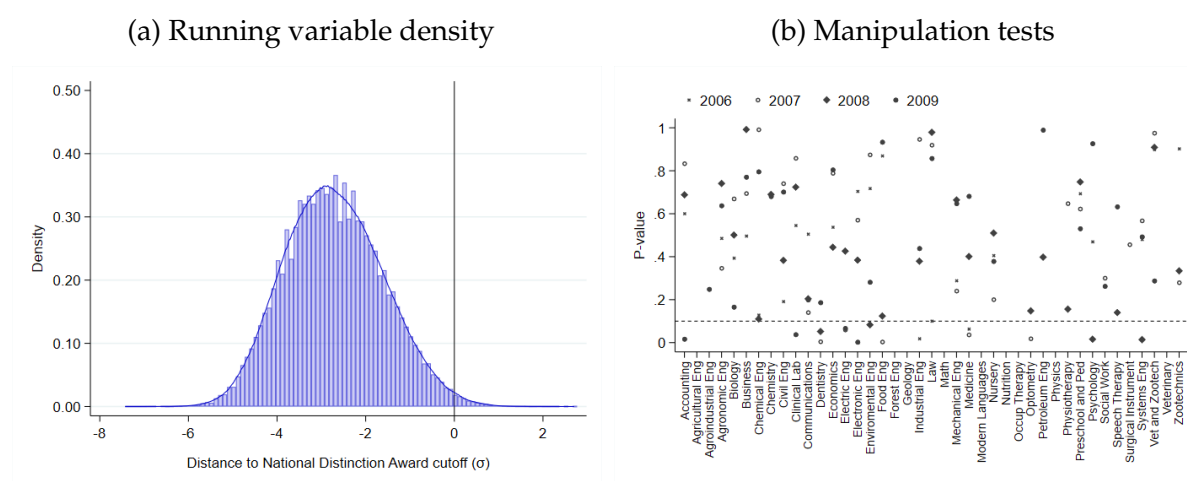 (a) Running variable density
(b) Manipulation tests
0.50
0.40
0.30
0.20
0.10
0.00
Density
-8
-6
-4
-2
0
2
Distance to National Distinction Award cutoff (σ)
2006
2007
2008
2009
1
.8
.6
.4
.2
0
P-value
Accounting
Agricultural Eng
Agroindustrial Eng
Agronomic Eng
Biology
Business
Chemical Eng
Chemistry
Civil Eng
Clinical Lab
Communications
Dentistry
Economics
Electric Eng
Electronic Eng
Enviromental Eng
Food Eng
Forest Eng
Geology
Industrial Eng
Law
Math
Mechanical Eng
Medicine
Modern Languages
Nursery
Nutrition
Occup Therapy
Optometry
Petroleum Eng
Physics
Physiotherapy
Preschool and Ped
Psychology
Social Work
Speech Therapy
Surgical Instrument
Systems Eng
Vet and Zootech
Veterinary
Zootechnics